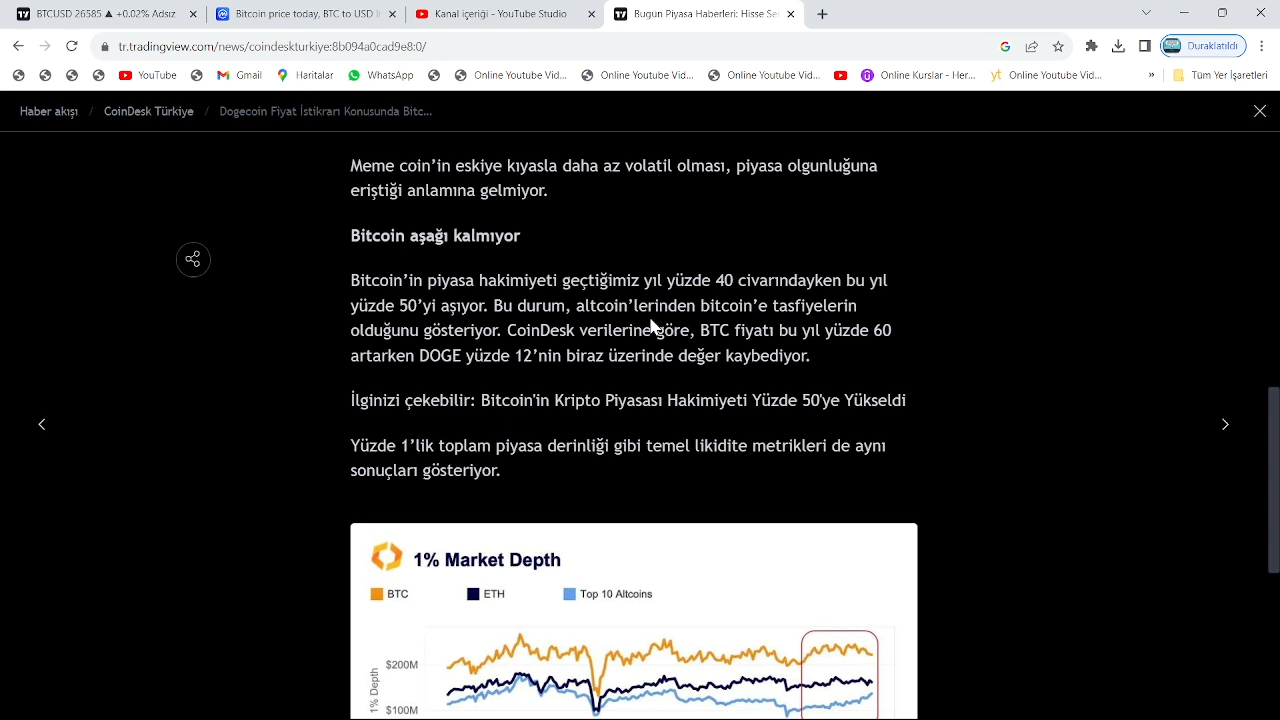 BTCUSD 26585 ▲ +0.02% Adsız
Bitcoin price today, BTC to USD li
Kanal içeriği - YouTube Studio
Bugün Piyasa Haberleri: Hisse Sen
tr.tradingview.com/news/coindeskturkiye:8b094a0cad9e8:0/
Duraklatıldı
YouTube
Gmail
Haritalar
WhatsApp
Online Youtube Vid...
Online Youtube Vid...
Online Youtube Vid...
Online Kurslar - Her...
yt Online Youtube Vid...
»
Tüm Yer İşaretleri
Haber akışı / CoinDesk Türkiye / Dogecoin Fiyat İstikrarı Konusunda Bitc...
Meme coin’in eskiye kıyasla daha az volatil olması, piyasa olgunluğuna
eriştiği anlamına gelmiyor.
Bitcoin aşağı kalmıyor
Bitcoin’in piyasa hakimiyeti geçtiğimiz yıl yüzde 40 civarındayken bu yıl
yüzde 50’yi aşıyor. Bu durum, altcoin’lerinden bitcoin’e tasfiyelerin
olduğunu gösteriyor. CoinDesk verilerine göre, BTC fiyatı bu yıl yüzde 60
artarken DOGE yüzde 12’nin biraz üzerinde değer kaybediyor.
İlginizi çekebilir: Bitcoin'in Kripto Piyasası Hakimiyeti Yüzde 50'ye Yükseldi
Yüzde 1’lik toplam piyasa derinliği gibi temel likidite metrikleri de aynı
sonuçları gösteriyor.
1% Market Depth
BTC
ETH
Top 10 Altcoins
$200M
$100M
1% Depth